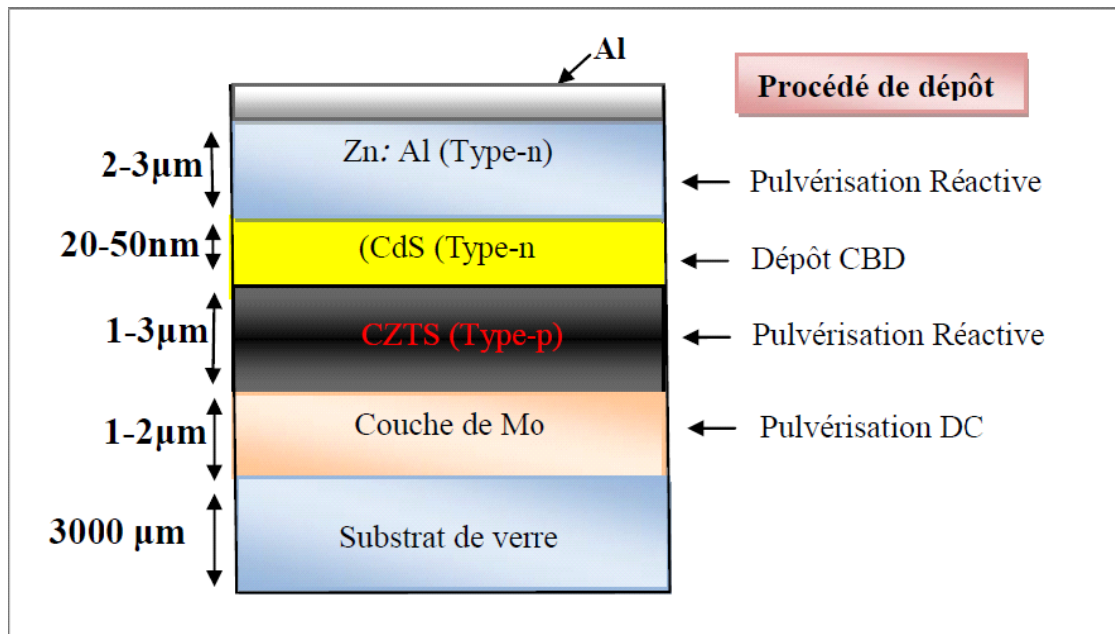 Al
Procédé de dépôt
2-3µm
Zn: Al (Type-n)
Pulvérisation Réactive
20-50nm
(CdS (Type-n
Dépôt CBD
1-3µm
CZTS (Type-p)
Pulvérisation Réactive
1-2µm
Couche de Mo
Pulvérisation DC
3000 µm
Substrat de verre